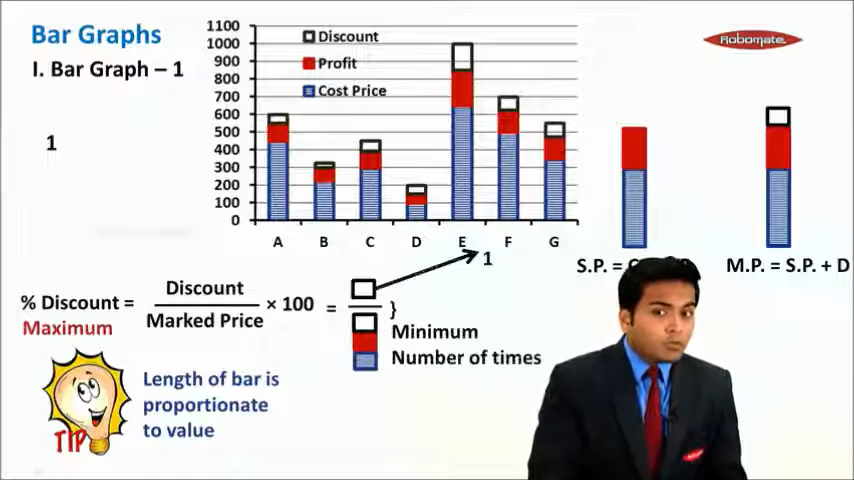 Bar Graphs
I. Bar Graph – 1
1
1100
1000
900
800
700
600
500
400
300
200
100
0
Discount
Profit
Cost Price
A B C D E F G
Robomate
1
S.P. = C
M.P. = S.P. + D
% Discount = Discount / Marked Price × 100 = }
Maximum
Minimum
Number of times
TIP
Length of bar is
proportionate
to value